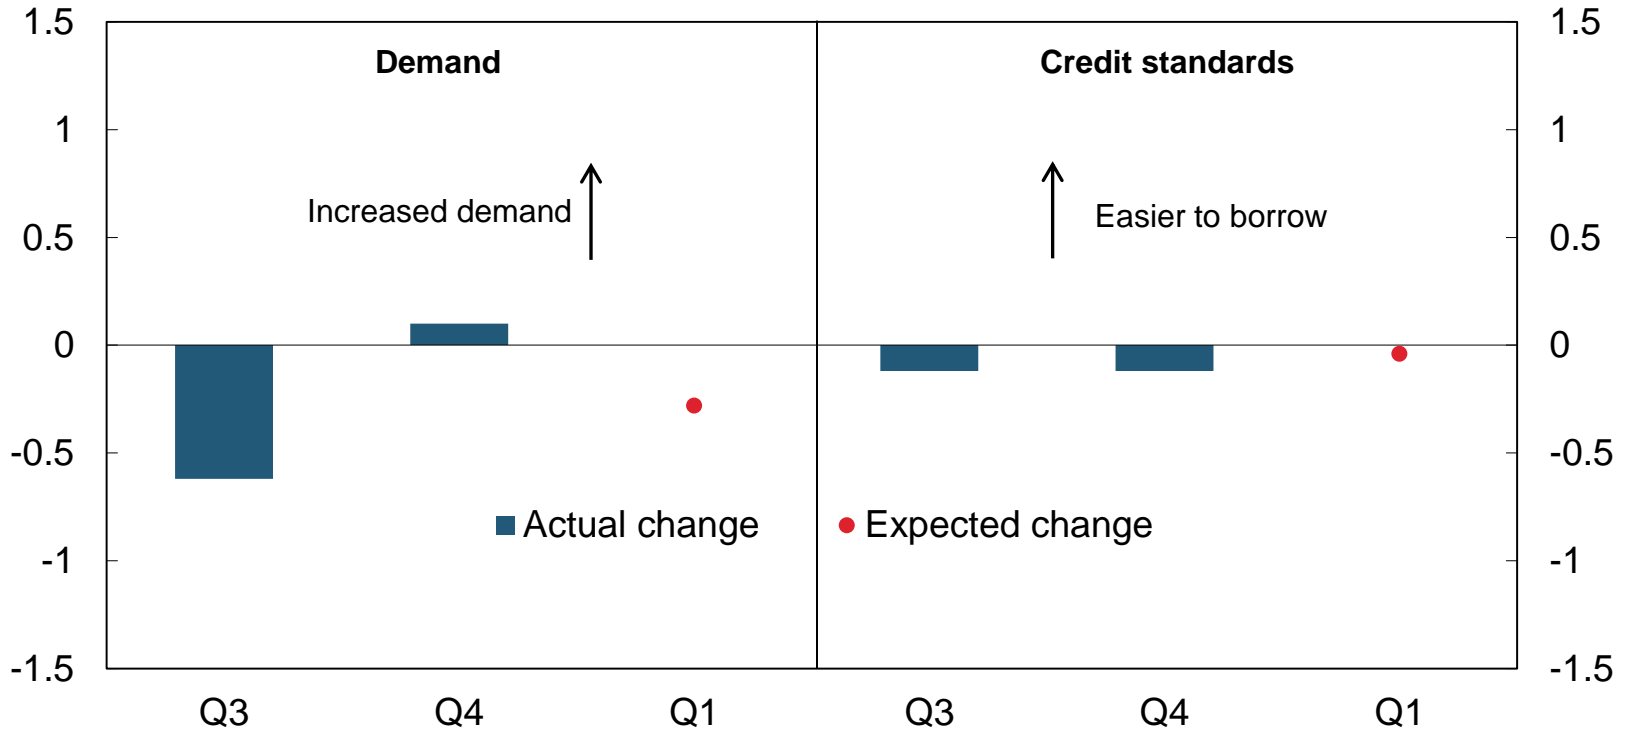 Demand
Credit standards
1.5
1
0.5
0
-0.5
-1
-1.5
1.5
1
0.5
0
-0.5
-1
-1.5
Increased demand
Easier to borrow
Actual change
Expected change
Q3 Q4 Q1 Q3 Q4 Q1